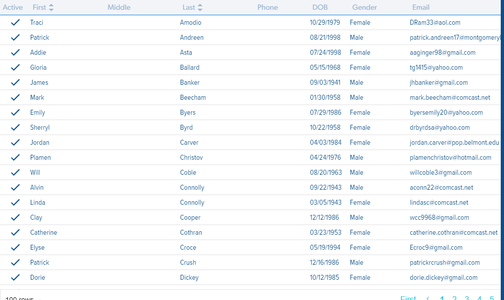 Active First Middle Last Phone DOB Gender Email
Traci Amodio 10/29/1979 Female DRam33@aol.com
Patrick Andreen 08/21/1998 Male patrick.andreen17@montgomery
Addie Asta 07/24/1998 Female aaginger98@gmail.com
Gloria Ballard 05/15/1968 Female tg1415@yahoo.com
James Banker 09/03/1941 Male jhbanker@gmail.com
Mark Beecham 01/30/1958 Male mark.beecham@comcast.net
Emily Byers 07/29/1986 Female byersemily20@yahoo.com
Sherryl Byrd 10/22/1958 Female drbyrdsa@yahoo.com
Jordan Carver 04/03/1984 Female jordan.carver@pop.belmont.edu
Plamen Christov 04/24/1976 Male plamenchristov@hotmail.com
Will Coble 08/20/1963 Male willcoble3@gmail.com
Alvin Connolly 09/22/1943 Male aconn22@comcast.net
Linda Connolly 03/05/1943 Female lindasc@comcast.net
Clay Cooper 12/12/1986 Male wcc9968@gmail.com
Catherine Cothran 03/23/1953 Female catherine.cothran@comcast.net
Elyse Croce 05/19/1994 Female Ecroc9@gmail.com
Patrick Crush 12/16/1986 Male patrickrcrush@gmail.com
Dorie Dickey 10/12/1985 Female dorie.dickey@gmail.com
100 rows First 1 2 3 4 5